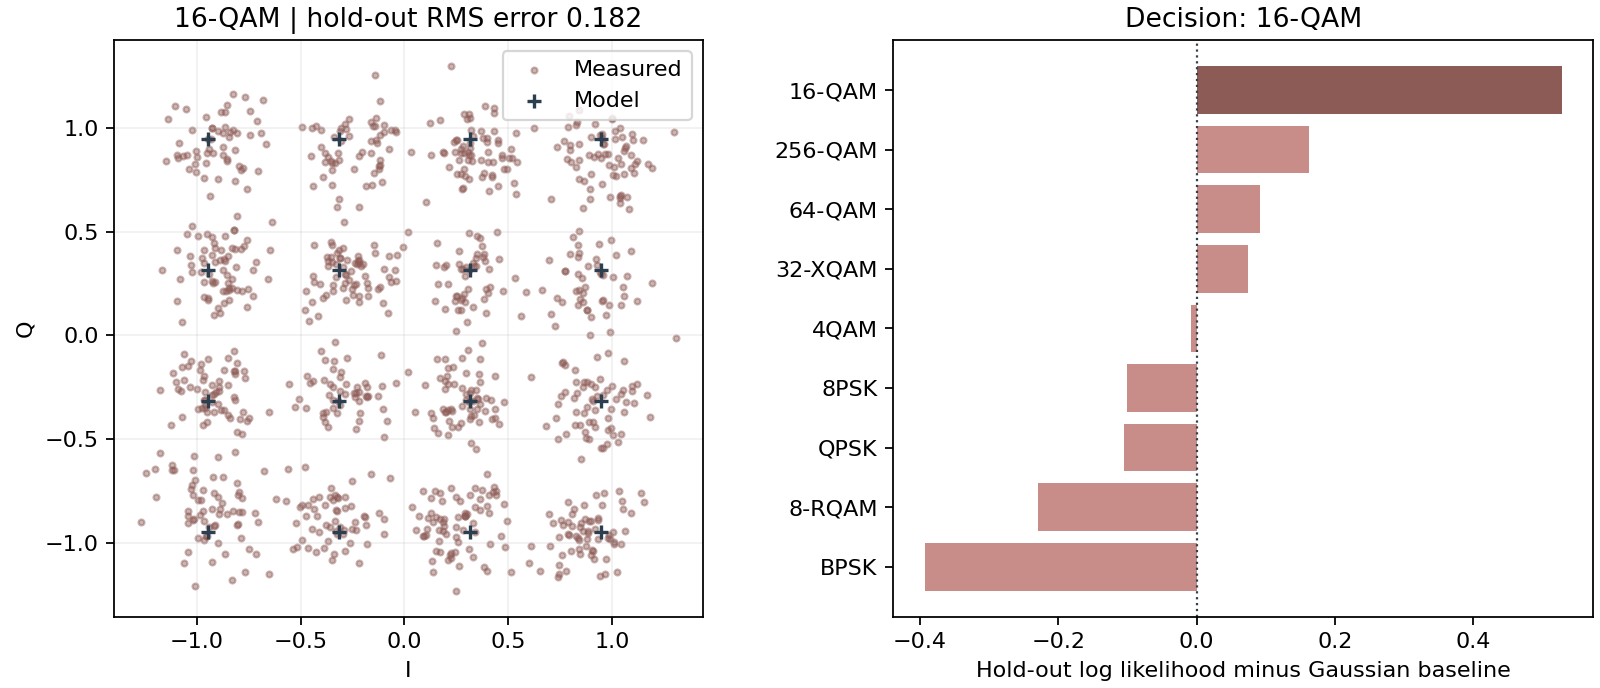 16-QAM | hold-out RMS error 0.182
Measured
Model
1.0
0.5
0.0
−0.5
−1.0
Q
−1.0
−0.5
0.0
0.5
1.0
I
Decision: 16-QAM
16-QAM
256-QAM
64-QAM
32-XQAM
4QAM
8PSK
QPSK
8-RQAM
BPSK
−0.4
−0.2
0.0
0.2
0.4
Hold-out log likelihood minus Gaussian baseline